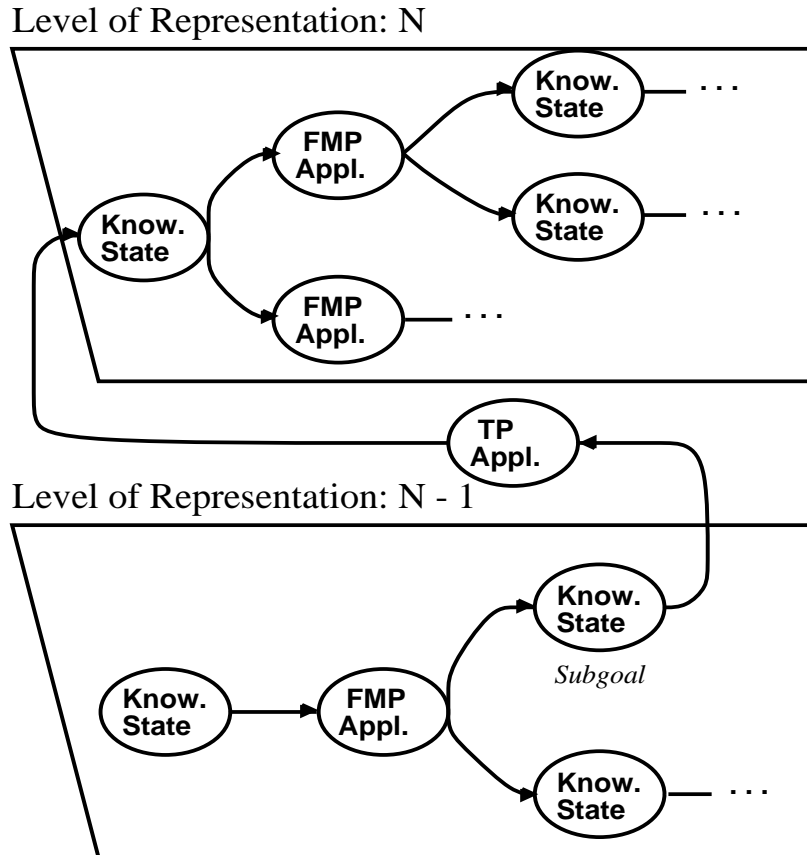 Level of Representation: N
Know.
State
. . .
FMP
Appl.
Know.
State
. . .
Know.
State
FMP
Appl.
. . .
TP
Appl.
Level of Representation: N - 1
Know.
State
Subgoal
Know.
State
FMP
Appl.
Know.
State
. . .